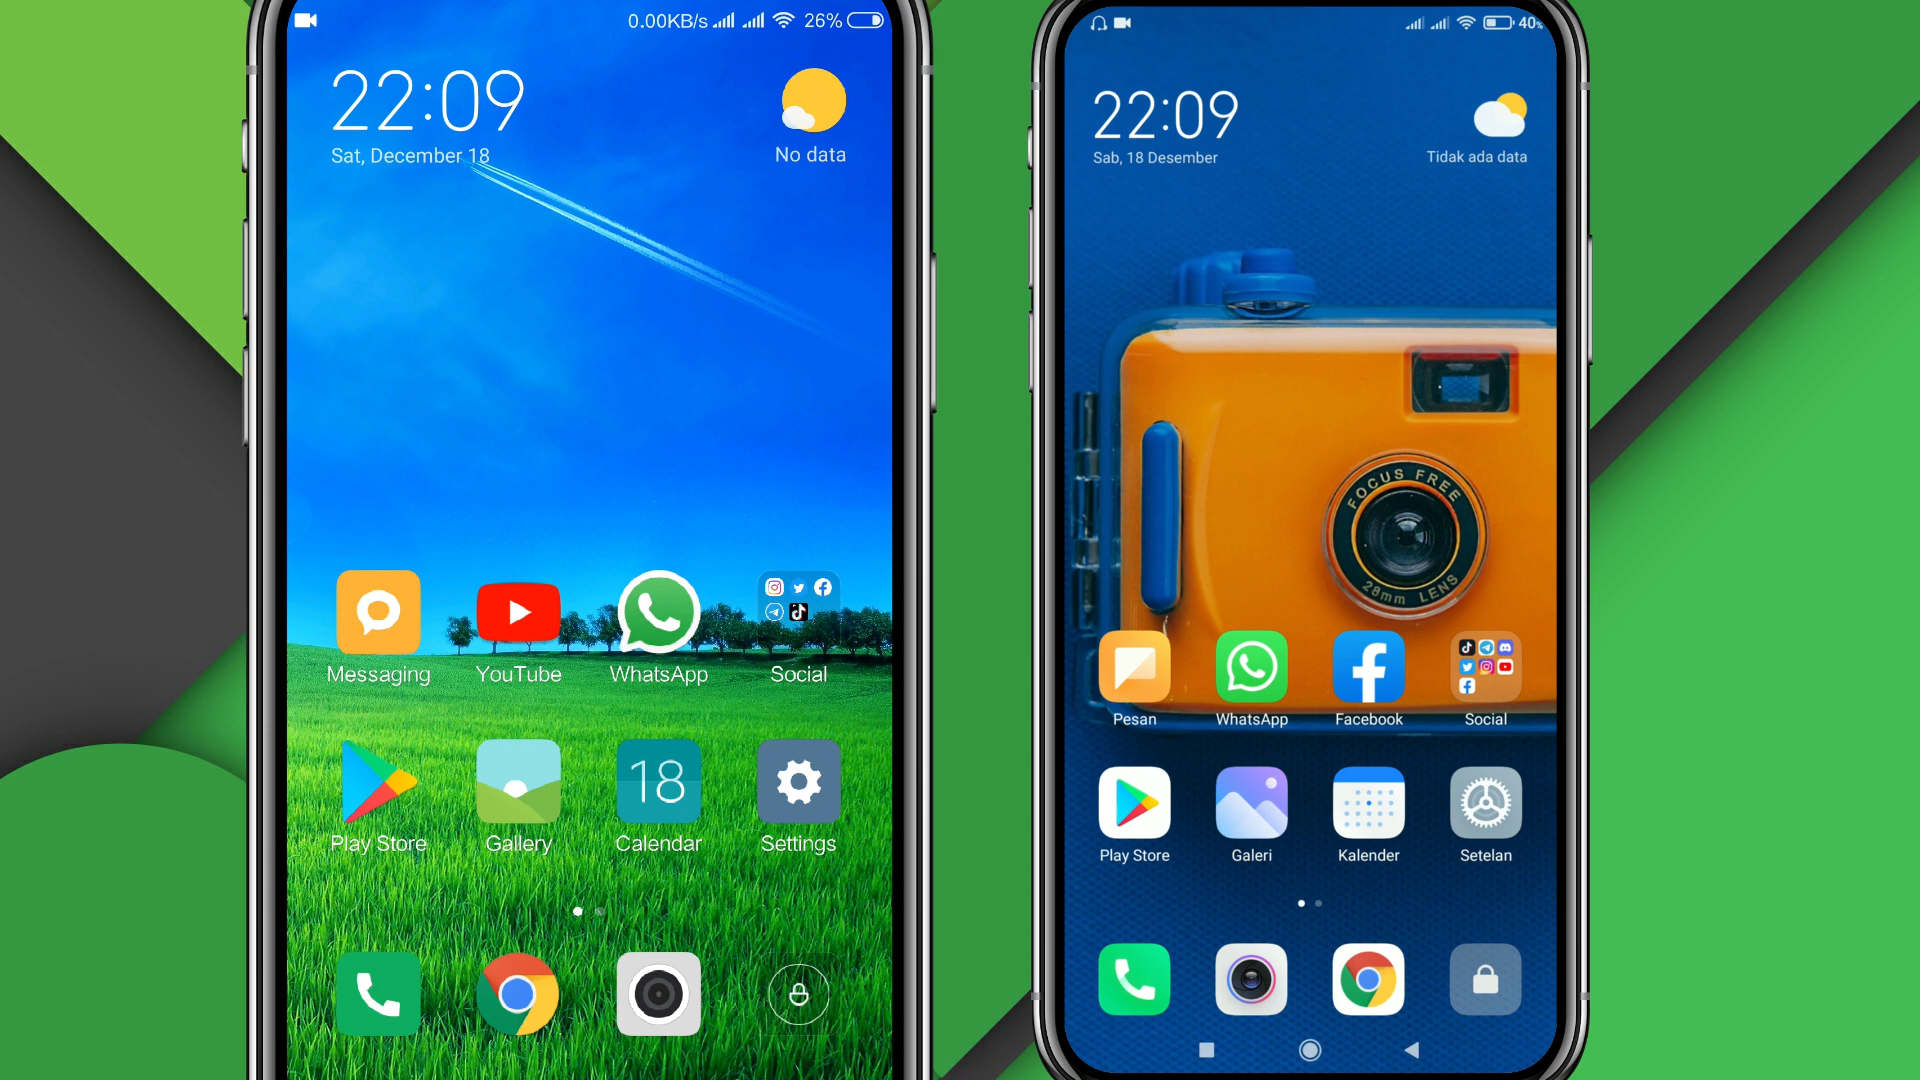 0.00KB/s 26%
22:09
Sat, December 18
No data
Messaging YouTube WhatsApp Social
Play Store Gallery 18 Calendar Settings
40%
22:09
Sab, 18 Desember
Tidak ada data
FOCUS FREE
28mm LENS
Pesan WhatsApp Facebook Social
Play Store Galeri Kalender Setelan